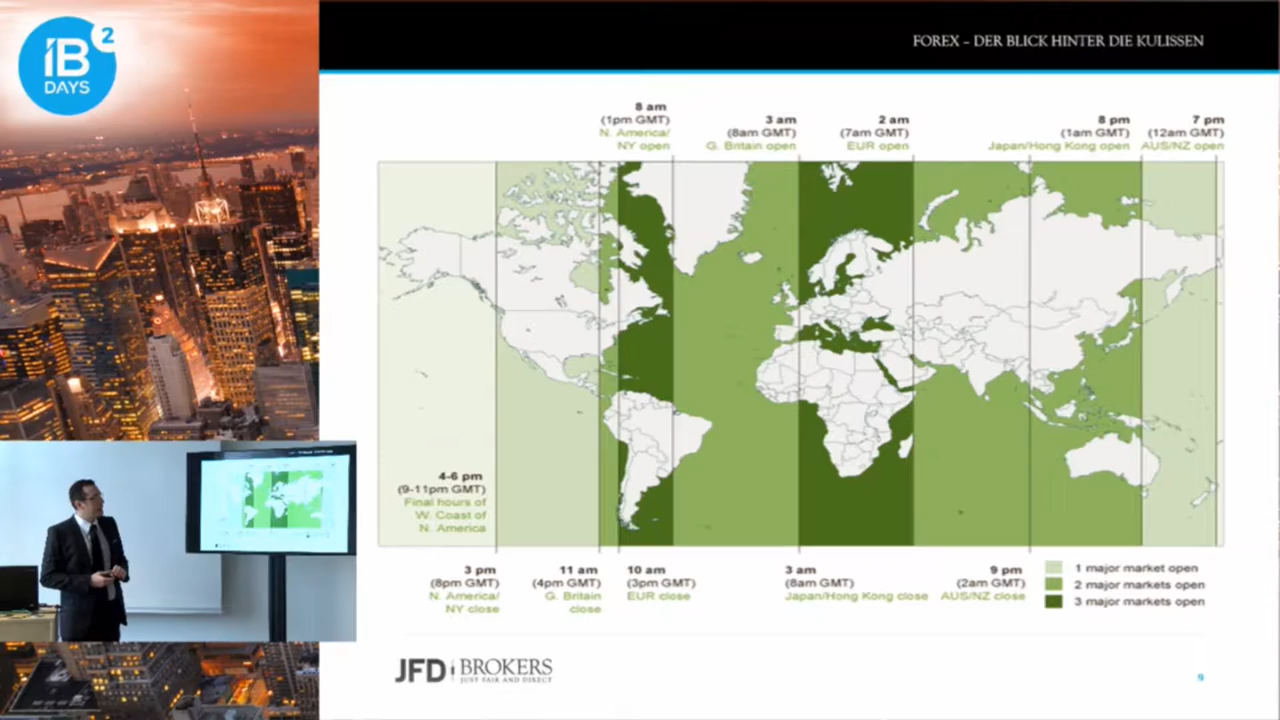 iB
2
DAYS
FOREX – DER BLICK HINTER DIE KULISSEN
8 am
(1pm GMT)
N. America/
NY open
3 am
(8am GMT)
G. Britain open
2 am
(7am GMT)
EUR open
8 pm
(1am GMT)
Japan/Hong Kong open
7 pm
(12am GMT)
AUS/NZ open
4-6 pm
(9-11pm GMT)
Final hours of
W. Coast of
N. America
3 pm
(8pm GMT)
N. America/
NY close
11 am
(4pm GMT)
G. Britain
close
10 am
(3pm GMT)
EUR close
3 am
(8am GMT)
Japan/Hong Kong close
9 pm
(2am GMT)
AUS/NZ close
1 major market open
2 major markets open
3 major markets open
JFD BROKERS
JUST FAIR AND DIRECT
9